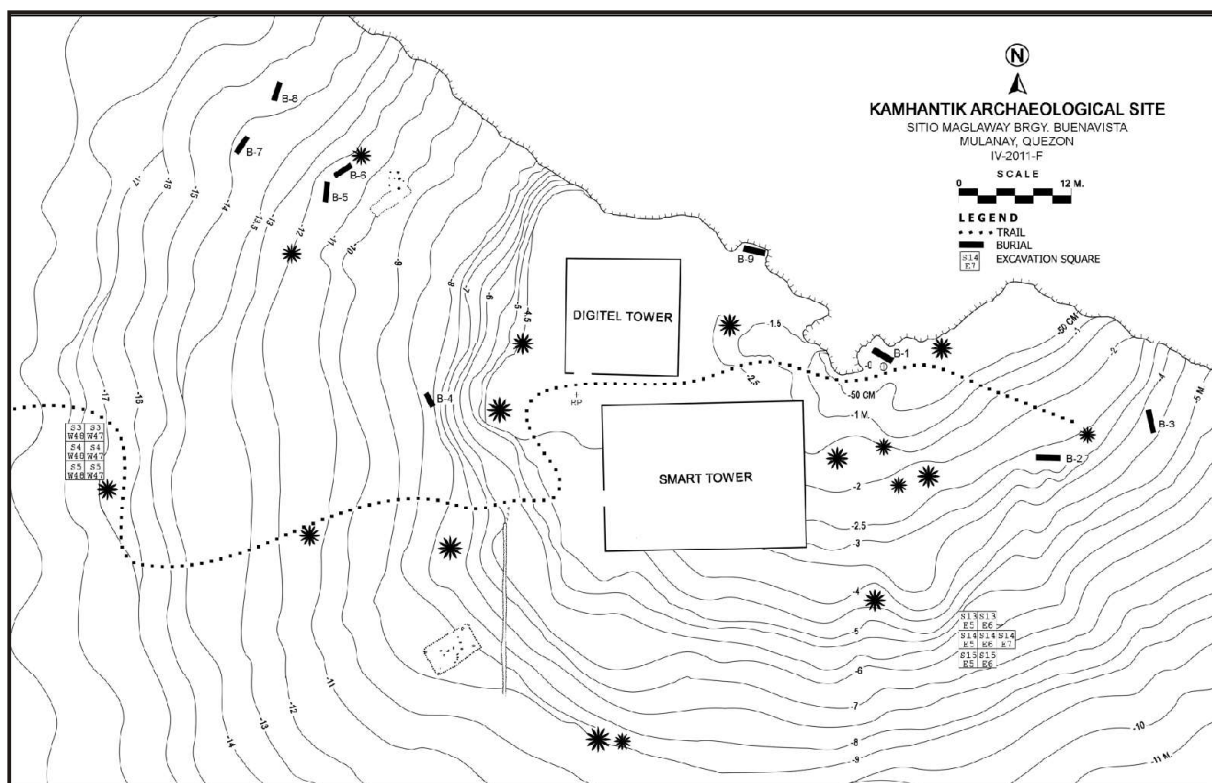 N
KAMHANTIK ARCHAEOLOGICAL SITE
SITIO MAGLAWAY BRGY. BUENAVISTA
MULANAY, QUEZON
IV-2011-F
SCALE
0 12 M.
LEGEND
TRAIL
BURIAL
S14
E7
EXCAVATION SQUARE
B-8
B-7
B-6
B-5
B-9
B-1
B-4
B-3
B-2
DIGITEL TOWER
SMART TOWER
RP
-17
-16
-15
-14
-13.5
-13
-12
-11
-10
-9
-8
-7
-6
-5
-4.5
-1.5
-2.5
-0
-50 CM
-1 M.
-50 CM
-1
-2
-4
-5 M
-17
-16
-2
-2.5
-3
-4
-5
-6
-7
-8
-9
-10
-11 M
-11
-12
-13
-14
S3 S3
W48 W47
S4 S4
W48 W47
S5 S5
W48 W47
S13 S13
E5 E6
S14 S14 S14
E5 E6 E7
S15 S15
E5 E6